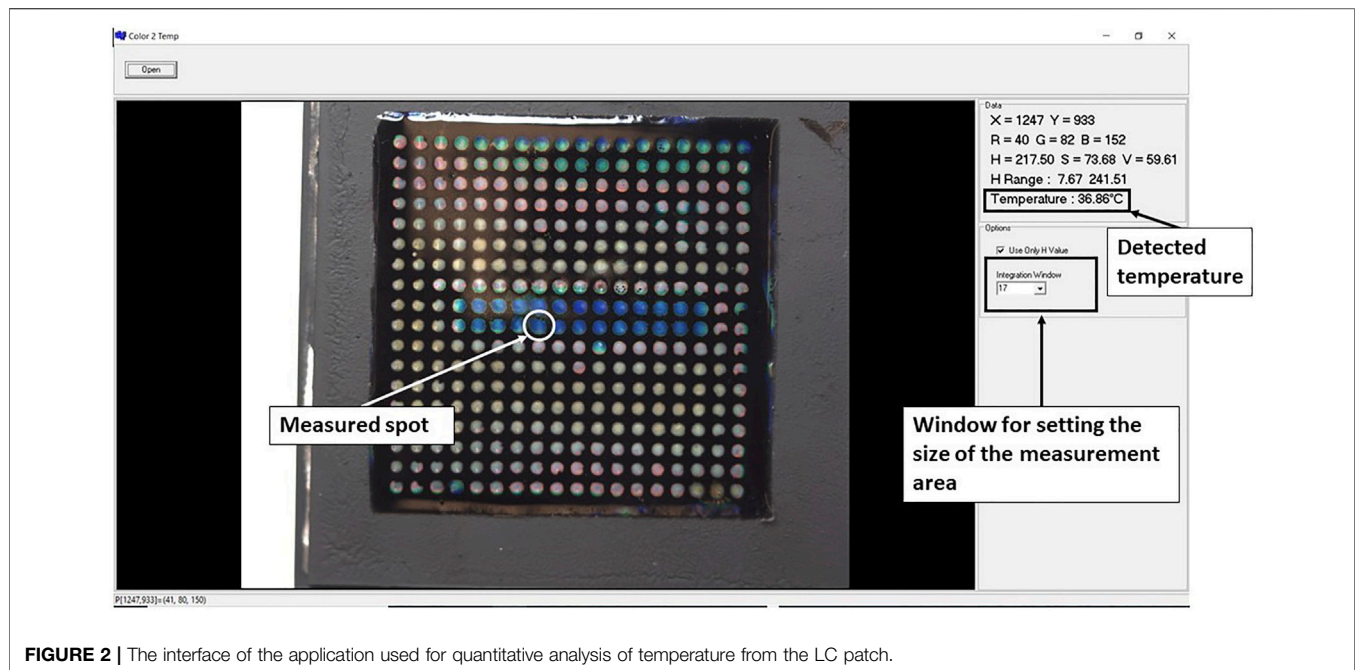 Color 2 Temp
Open
Data
X = 1247 Y = 933
R = 40 G = 82 B = 152
H = 217.50 S = 73.68 V = 59.61
H Range : 7.67 241.51
Temperature : 36.86°C
Options
Use Only H Value
Integration Window
17
Detected
temperature
Measured spot
Window for setting the
size of the measurement
area
P[1247,933]=(41, 80, 150)
FIGURE 2 | The interface of the application used for quantitative analysis of temperature from the LC patch.